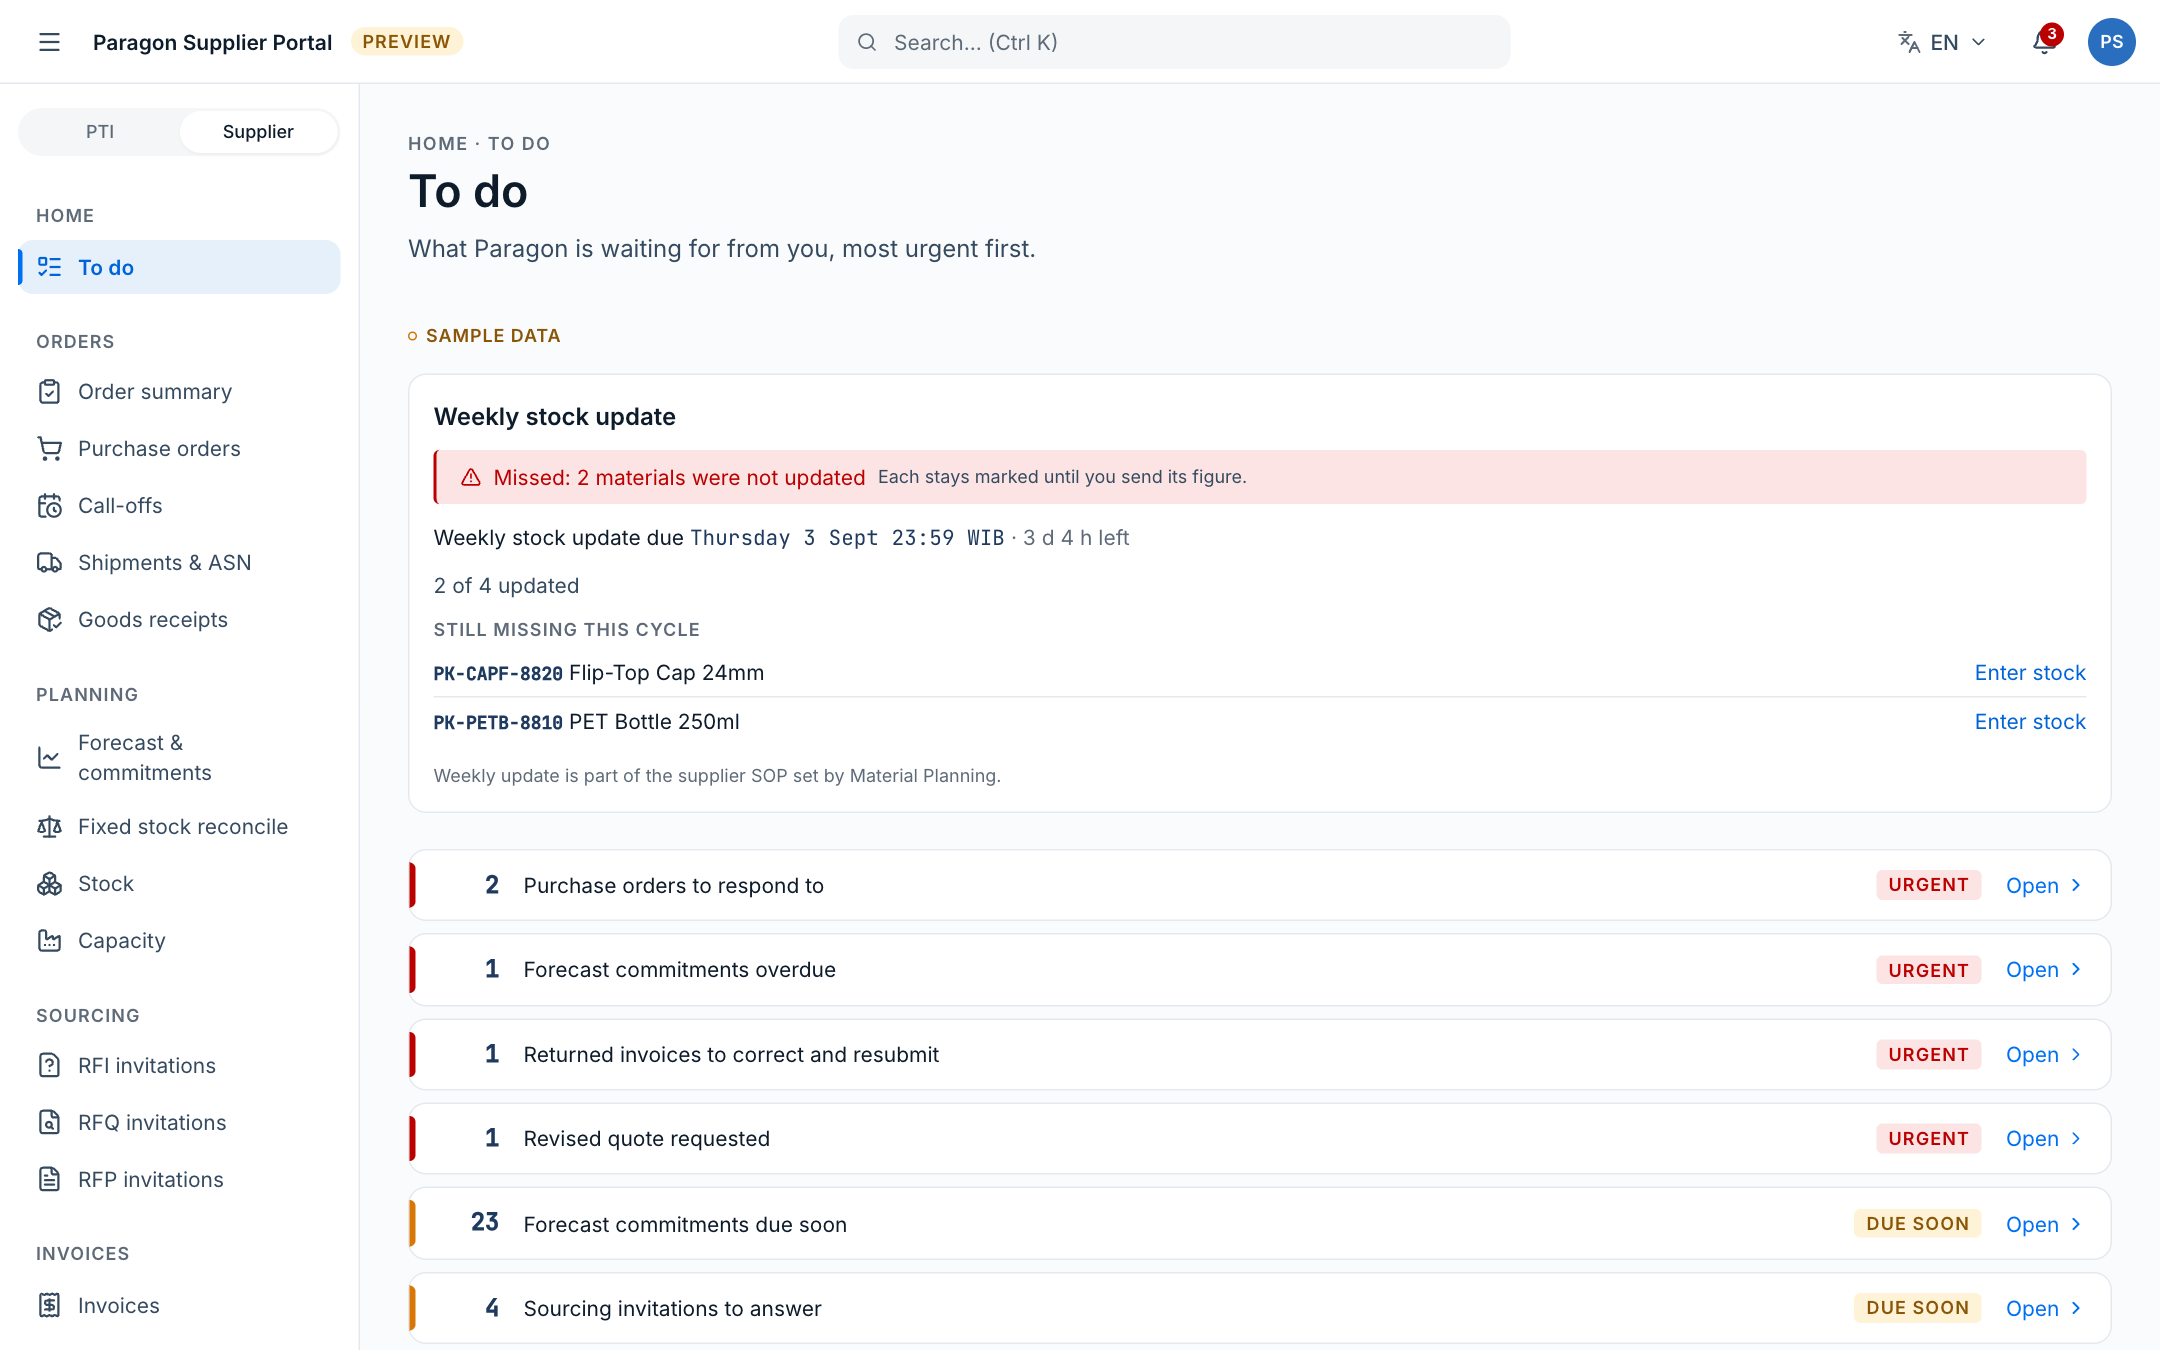 Paragon Supplier Portal PREVIEW
Search... (Ctrl K)
EN
3
PS
PTI
Supplier
HOME
To do
ORDERS
Order summary
Purchase orders
Call-offs
Shipments & ASN
Goods receipts
PLANNING
Forecast &
commitments
Fixed stock reconcile
Stock
Capacity
SOURCING
RFI invitations
RFQ invitations
RFP invitations
INVOICES
Invoices
HOME · TO DO
To do
What Paragon is waiting for from you, most urgent first.
SAMPLE DATA
Weekly stock update
Missed: 2 materials were not updated Each stays marked until you send its figure.
Weekly stock update due Thursday 3 Sept 23:59 WIB · 3 d 4 h left
2 of 4 updated
STILL MISSING THIS CYCLE
PK-CAPF-8820 Flip-Top Cap 24mm Enter stock
PK-PETB-8810 PET Bottle 250ml Enter stock
Weekly update is part of the supplier SOP set by Material Planning.
2 Purchase orders to respond to URGENT Open
1 Forecast commitments overdue URGENT Open
1 Returned invoices to correct and resubmit URGENT Open
1 Revised quote requested URGENT Open
23 Forecast commitments due soon DUE SOON Open
4 Sourcing invitations to answer DUE SOON Open